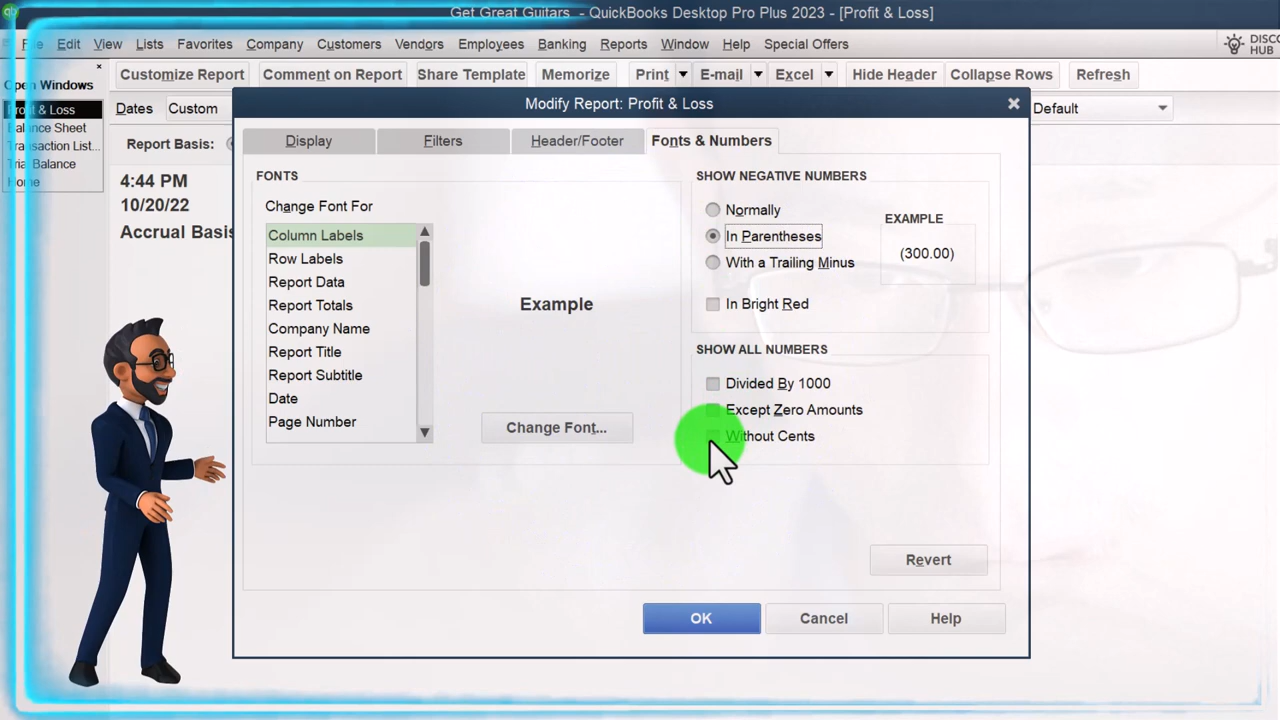 Get Great Guitars - QuickBooks Desktop Pro Plus 2023 - [Profit & Loss]
File Edit View Lists Favorites Company Customers Vendors Employees Banking Reports Window Help Special Offers
DISCO
HUB
Open Windows
Customize Report Comment on Report Share Template Memorize Print E-mail Excel Hide Header Collapse Rows Refresh
Profit & Loss
Balance Sheet
Transaction List...
Trial Balance
Home
Dates Custom
Default
Report Basis:
4:44 PM
10/20/22
Accrual Basis
Modify Report: Profit & Loss
Display Filters Header/Footer Fonts & Numbers
FONTS
Change Font For
Column Labels
Row Labels
Report Data
Report Totals
Company Name
Report Title
Report Subtitle
Date
Page Number
Example
Change Font...
SHOW NEGATIVE NUMBERS
Normally
In Parentheses
With a Trailing Minus
In Bright Red
EXAMPLE
(300.00)
SHOW ALL NUMBERS
Divided By 1000
Except Zero Amounts
Without Cents
Revert
OK Cancel Help